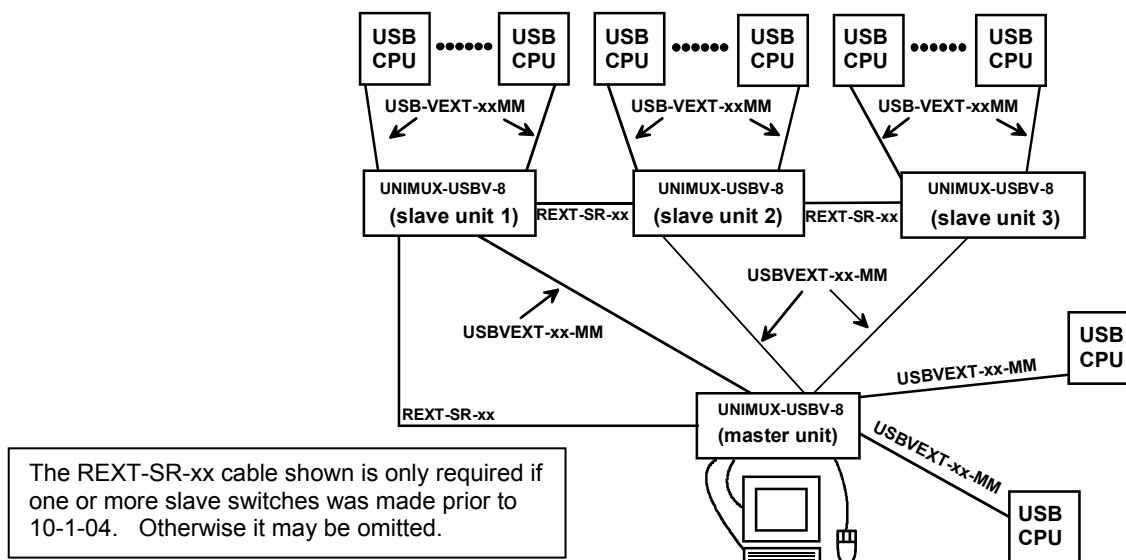 USB
CPU
USB
CPU
USB
CPU
USB
CPU
USB
CPU
USB
CPU
USB-VEXT-xxMM
USB-VEXT-xxMM
USB-VEXT-xxMM
UNIMUX-USBV-8
(slave unit 1)
REXT-SR-xx
UNIMUX-USBV-8
(slave unit 2)
REXT-SR-xx
UNIMUX-USBV-8
(slave unit 3)
USBVEXT-xx-MM
USBVEXT-xx-MM
USB
CPU
USBVEXT-xx-MM
REXT-SR-xx
UNIMUX-USBV-8
(master unit)
USBVEXT-xx-MM
The REXT-SR-xx cable shown is only required if
one or more slave switches was made prior to
10-1-04. Otherwise it may be omitted.
USB
CPU